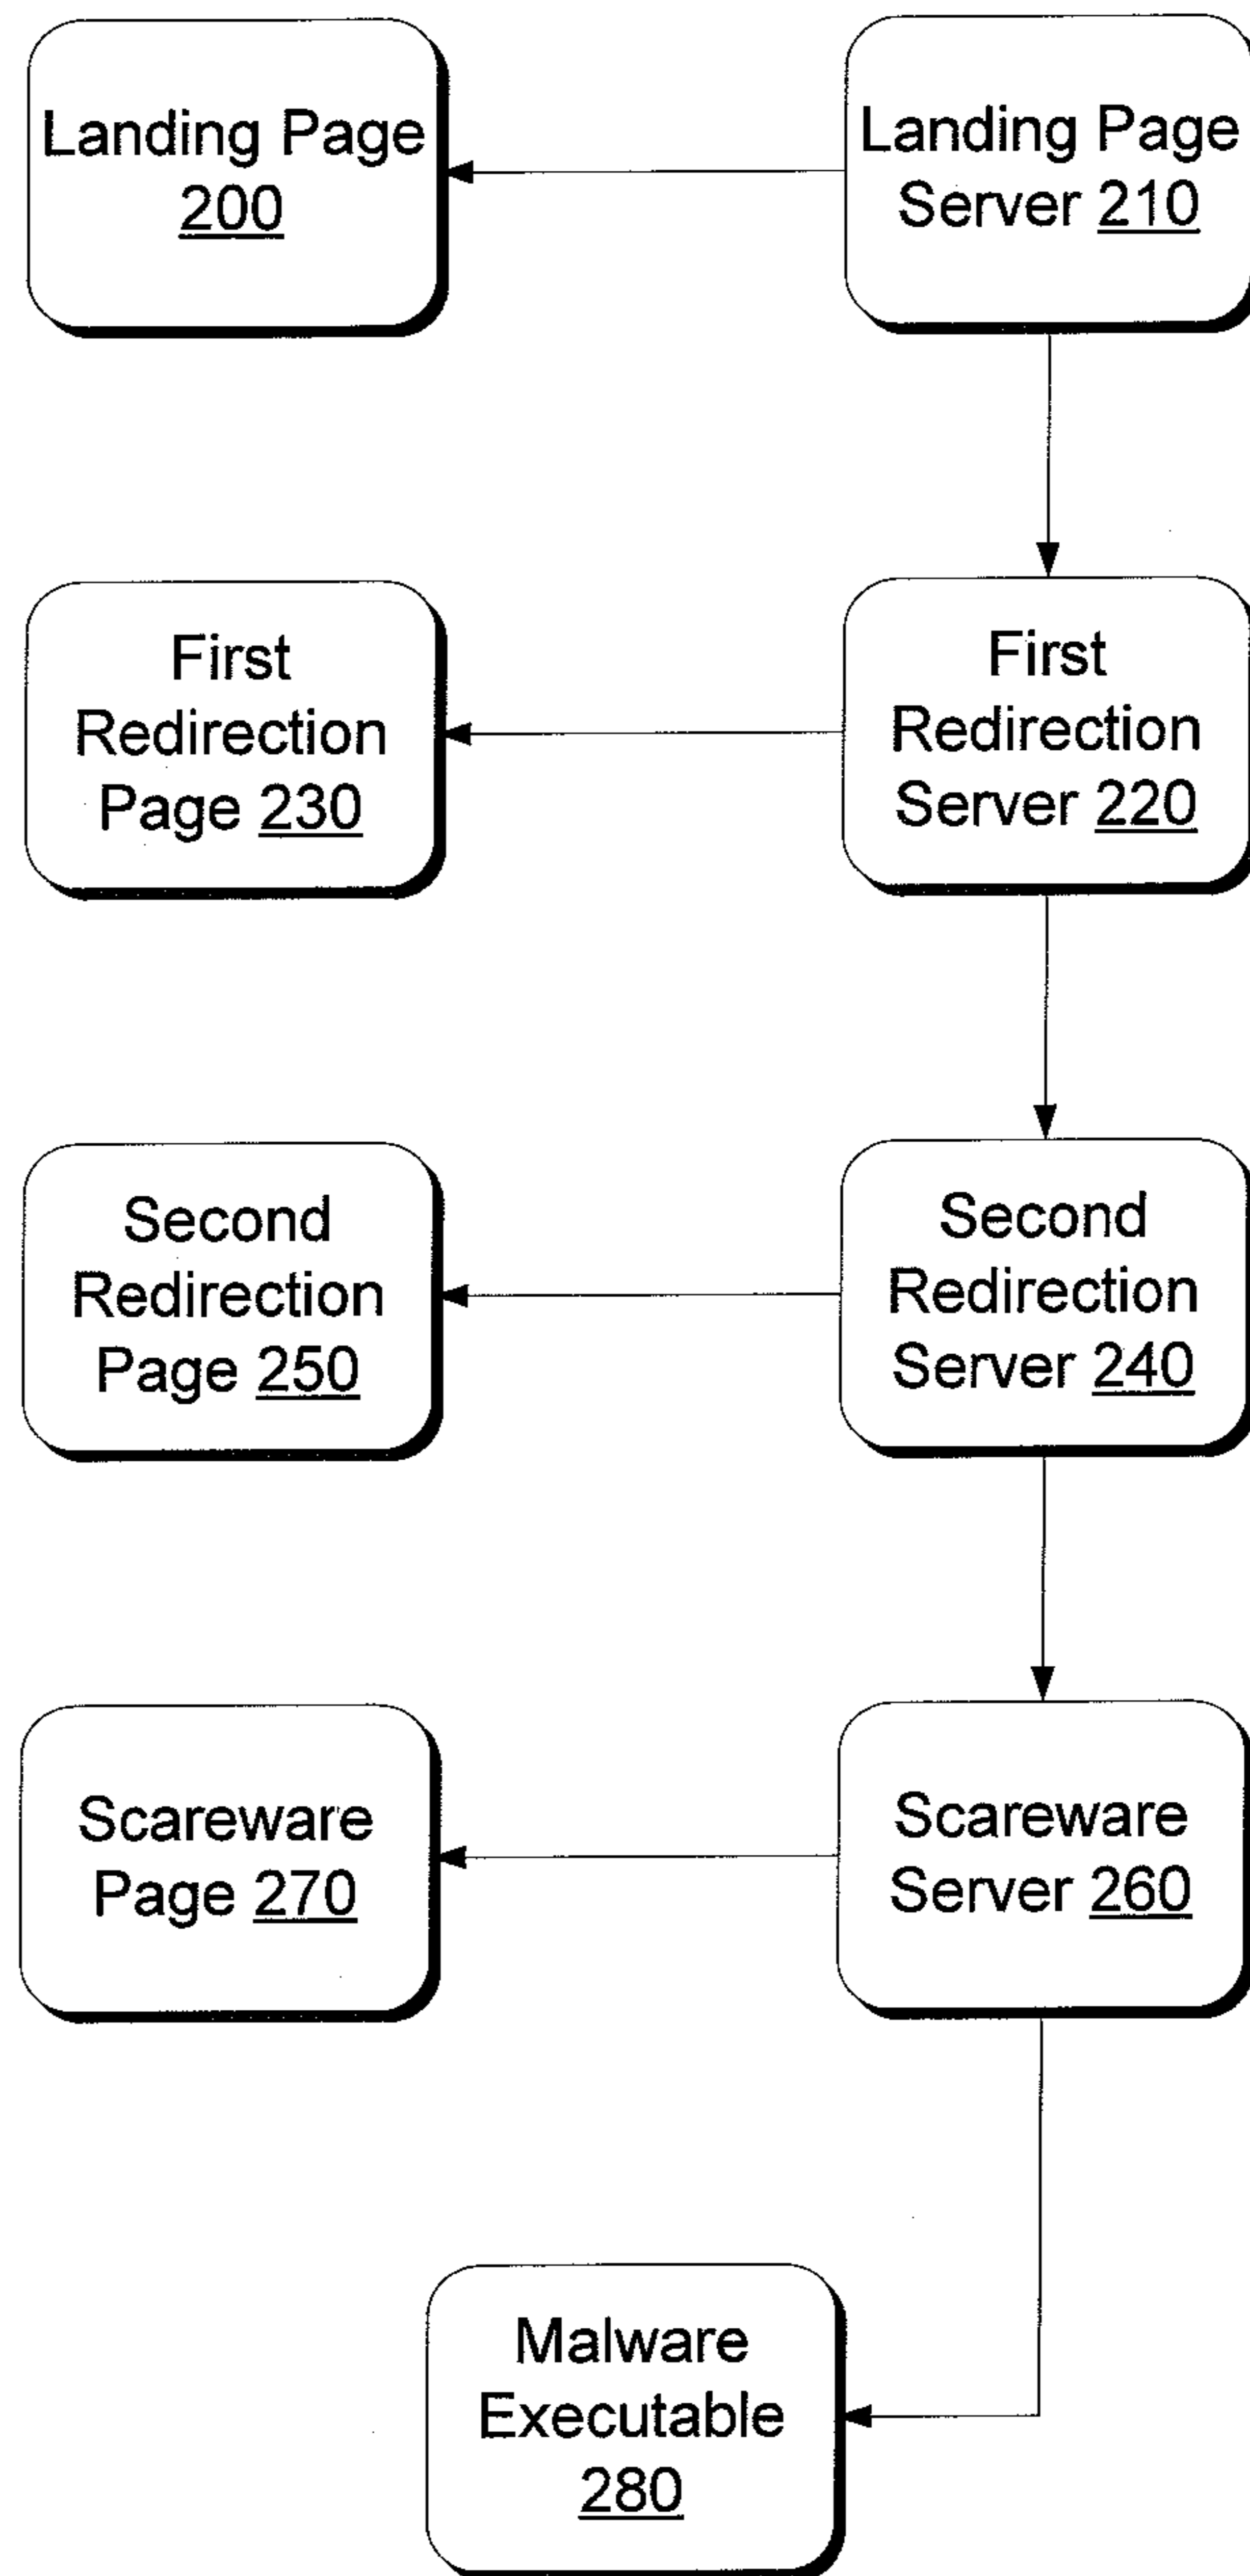 Landing Page
200
Landing Page
Server 210
First
Redirection
Page 230
First
Redirection
Server 220
Second
Redirection
Page 250
Second
Redirection
Server 240
Scareware
Page 270
Scareware
Server 260
Malware
Executable
280